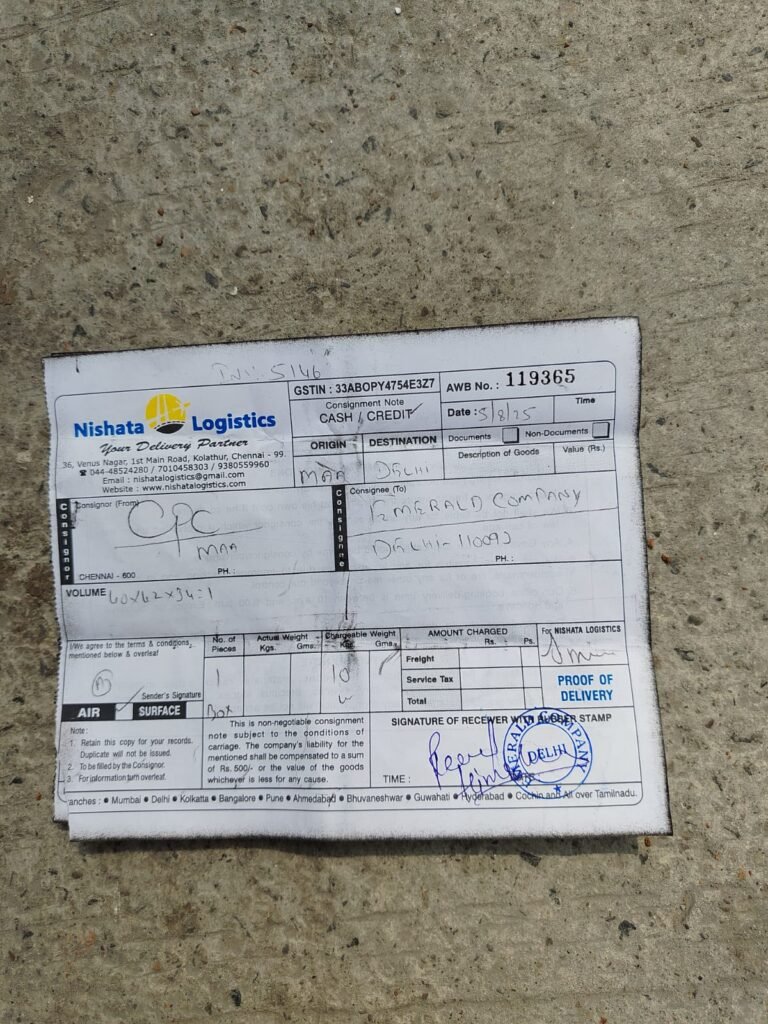 INV. 5146
Nishata Logistics
Your Delivery Partner
36, Venus Nagar, 1st Main Road, Kolathur, Chennai - 99.
☎ 044-48524280 / 7010458303 / 9380559960
Email : nishatalogistics@gmail.com
Website : www.nishatalogistics.com
GSTIN : 33ABOPY4754E3Z7
Consignment Note
CASH / CREDIT
AWB No. : 119365
Date : 5/8/25
Time
ORIGIN
DESTINATION
MAA
DELHI
Documents
Non-Documents
Description of Goods
Value (Rs.)
Consignor
Consignor (From)
CPC
MAA
CHENNAI - 600
PH. :
Consignee
Consignee (To)
EMERALD COMPANY
DELHI-
PH. :
VOLUME 60x62x34=1
I/We agree to the terms & conditions,
mentioned below & overleaf
Sender's Signature
AIR
SURFACE
No. of Pieces
Actual Weight
Kgs.
Gms.
Chargeable Weight
Kgs.
Gms.
1
Box
10
AMOUNT CHARGED
Rs.
Ps.
Freight
Service Tax
Total
For NISHATA LOGISTICS
PROOF OF
DELIVERY
Note :
1. Retain this copy for your records.
Duplicate will not be issued.
2. To be filled by the Consignor.
3. For information turn overleaf.
This is non-negotiable consignment
note subject to the conditions of
carriage. The company's liability for the
mentioned shall be compensated to a sum
of Rs. 500/- or the value of the goods
whichever is less for any cause.
SIGNATURE OF RECEIVER WITH RUBBER STAMP
EMERALD COMPANY
DELHI
TIME :
anches : ● Mumbai ● Delhi ● Kolkatta ● Bangalore ● Pune ● Ahmedabad ● Bhuvaneshwar ● Guwahati ● Hyderabad ● Cochin and All over Tamilnadu.